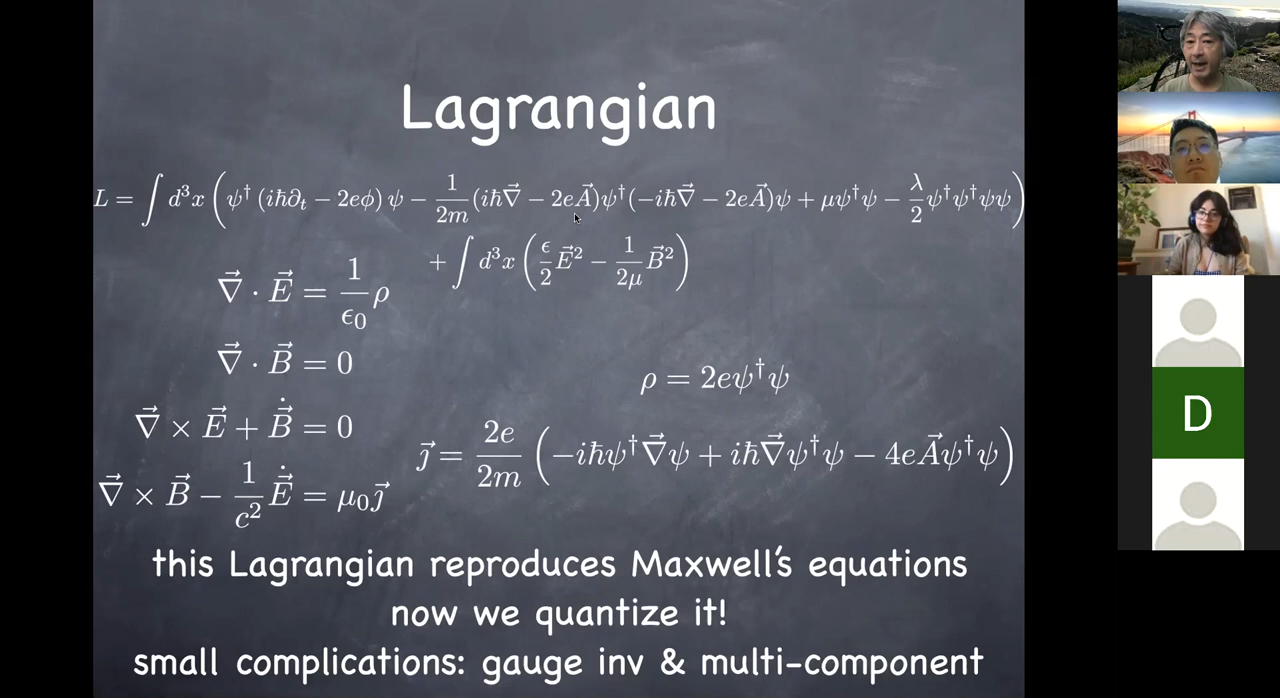 Lagrangian
L = ∫ d³x ( ψ† (iħ∂ₜ − 2eϕ) ψ − 1/2m (iħ∇⃗ − 2eA⃗)ψ†(−iħ∇⃗ − 2eA⃗)ψ + μψ†ψ − λ/2 ψ†ψ†ψψ )
+ ∫ d³x ( ϵ/2 E⃗² − 1/2μ B⃗² )
∇⃗ · E⃗ = 1/ϵ₀ ρ
∇⃗ · B⃗ = 0
ρ = 2eψ†ψ
∇⃗ × E⃗ + Ḃ⃗ = 0
j⃗ = 2e/2m ( −iħψ†∇⃗ψ + iħ∇⃗ψ†ψ − 4eA⃗ψ†ψ )
∇⃗ × B⃗ − 1/c² Ė⃗ = μ₀j⃗
this Lagrangian reproduces Maxwell's equations
now we quantize it!
small complications: gauge inv & multi-component
D